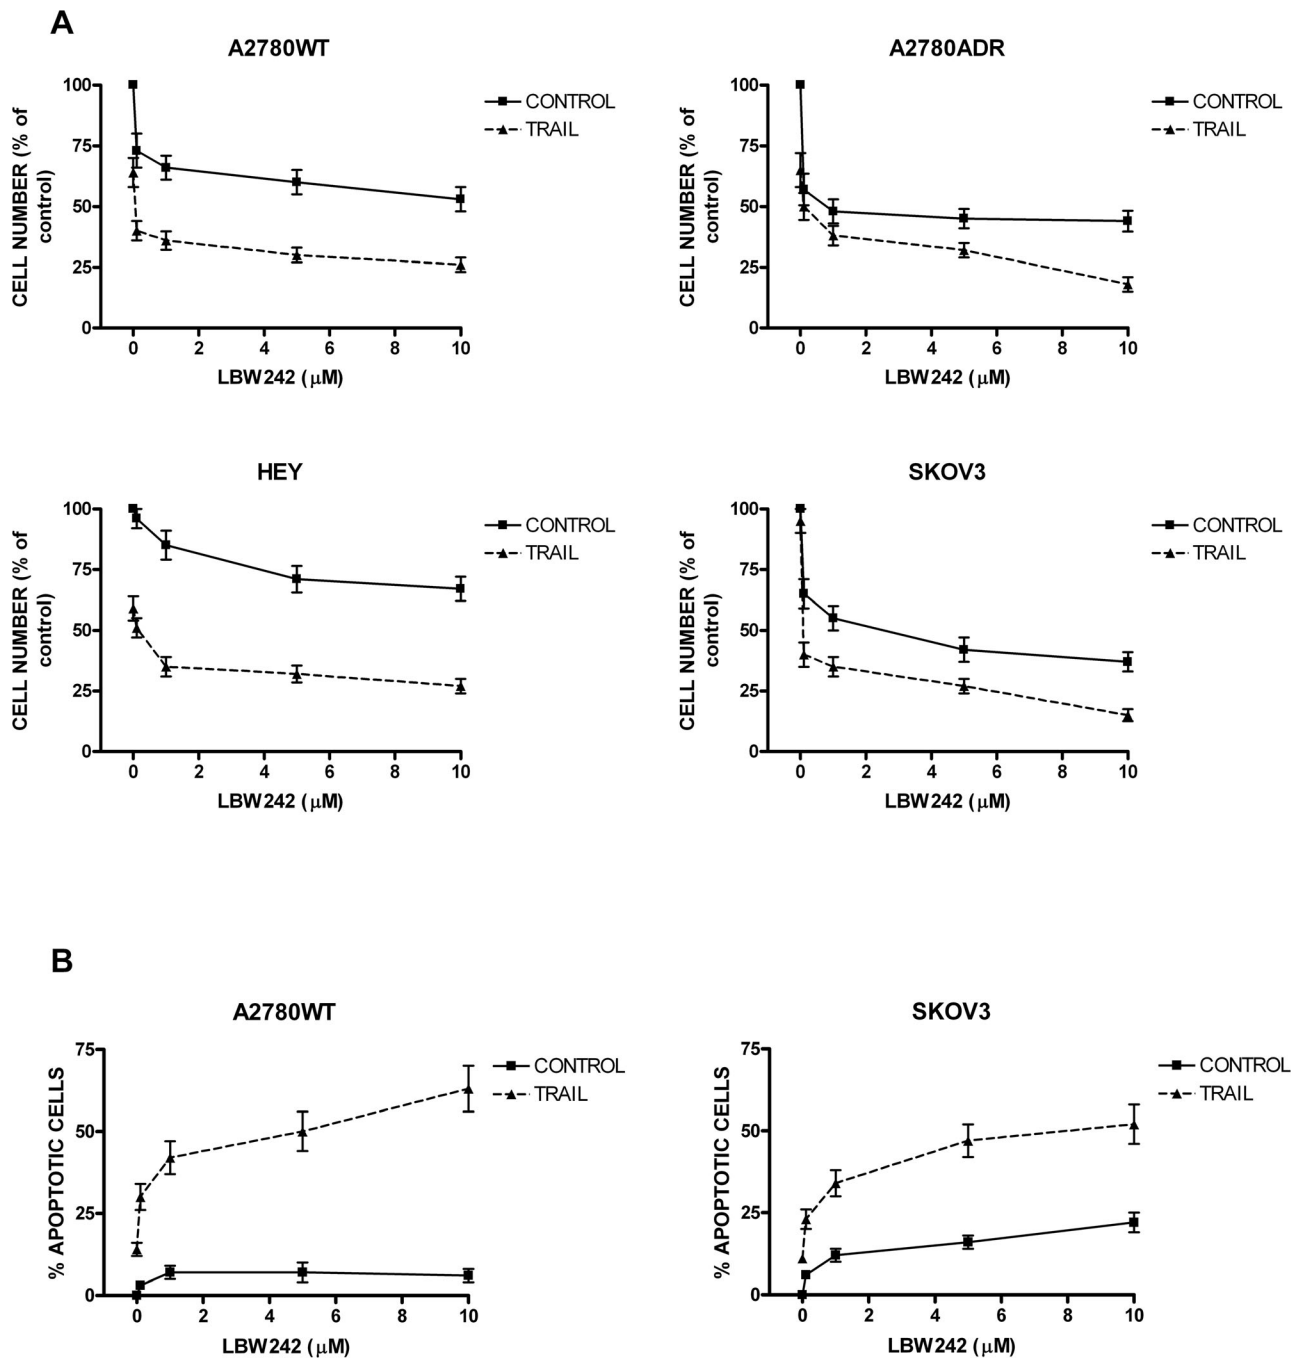 A
A2780WT
CELL NUMBER (% of
control)
100
75
50
25
0
0 2 4 6 8 10
LBW242 (μM)
CONTROL
TRAIL
A2780ADR
CELL NUMBER (% of
control)
100
75
50
25
0
0 2 4 6 8 10
LBW242 (μM)
CONTROL
TRAIL
HEY
CELL NUMBER (% of
control)
100
75
50
25
0
0 2 4 6 8 10
LBW242 (μM)
CONTROL
TRAIL
SKOV3
CELL NUMBER (% of
control)
100
75
50
25
0
0 2 4 6 8 10
LBW242 (μM)
CONTROL
TRAIL
B
A2780WT
% APOPTOTIC CELLS
75
50
25
0
0 2 4 6 8 10
LBW242 (μM)
CONTROL
TRAIL
SKOV3
% APOPTOTIC CELLS
75
50
25
0
0 2 4 6 8 10
LBW242 (μM)
CONTROL
TRAIL